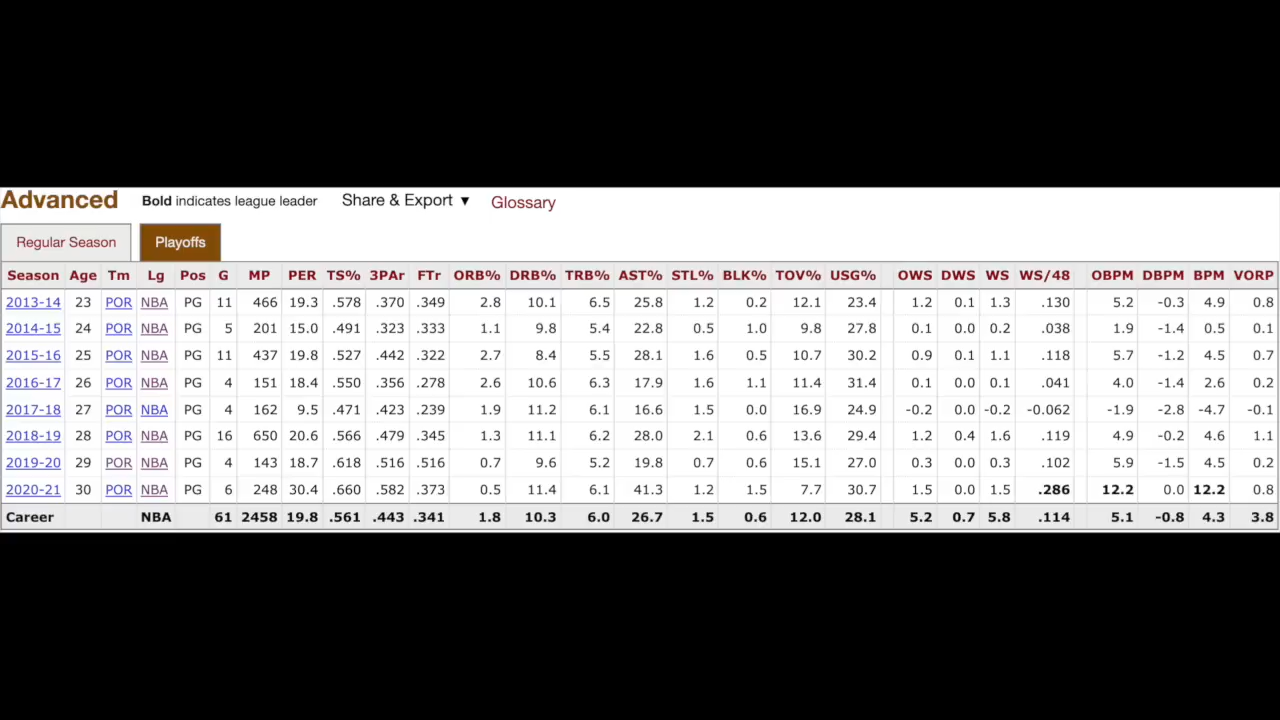 Advanced Bold indicates league leader Share & Export ▼ Glossary
Regular Season Playoffs
Season Age Tm Lg Pos G MP PER TS% 3PAr FTr ORB% DRB% TRB% AST% STL% BLK% TOV% USG% OWS DWS WS WS/48 OBPM DBPM BPM VORP
2013-14 23 POR NBA PG 11 466 19.3 .578 .370 .349 2.8 10.1 6.5 25.8 1.2 0.2 12.1 23.4 1.2 0.1 1.3 .130 5.2 -0.3 4.9 0.8
2014-15 24 POR NBA PG 5 201 15.0 .491 .323 .333 1.1 9.8 5.4 22.8 0.5 1.0 9.8 27.8 0.1 0.0 0.2 .038 1.9 -1.4 0.5 0.1
2015-16 25 POR NBA PG 11 437 19.8 .527 .442 .322 2.7 8.4 5.5 28.1 1.6 0.5 10.7 30.2 0.9 0.1 1.1 .118 5.7 -1.2 4.5 0.7
2016-17 26 POR NBA PG 4 151 18.4 .550 .356 .278 2.6 10.6 6.3 17.9 1.6 1.1 11.4 31.4 0.1 0.0 0.1 .041 4.0 -1.4 2.6 0.2
2017-18 27 POR NBA PG 4 162 9.5 .471 .423 .239 1.9 11.2 6.1 16.6 1.5 0.0 16.9 24.9 -0.2 0.0 -0.2 -0.062 -1.9 -2.8 -4.7 -0.1
2018-19 28 POR NBA PG 16 650 20.6 .566 .479 .345 1.3 11.1 6.2 28.0 2.1 0.6 13.6 29.4 1.2 0.4 1.6 .119 4.9 -0.2 4.6 1.1
2019-20 29 POR NBA PG 4 143 18.7 .618 .516 .516 0.7 9.6 5.2 19.8 0.7 0.6 15.1 27.0 0.3 0.0 0.3 .102 5.9 -1.5 4.5 0.2
2020-21 30 POR NBA PG 6 248 30.4 .660 .582 .373 0.5 11.4 6.1 41.3 1.2 1.5 7.7 30.7 1.5 0.0 1.5 .286 12.2 0.0 12.2 0.8
Career NBA 61 2458 19.8 .561 .443 .341 1.8 10.3 6.0 26.7 1.5 0.6 12.0 28.1 5.2 0.7 5.8 .114 5.1 -0.8 4.3 3.8